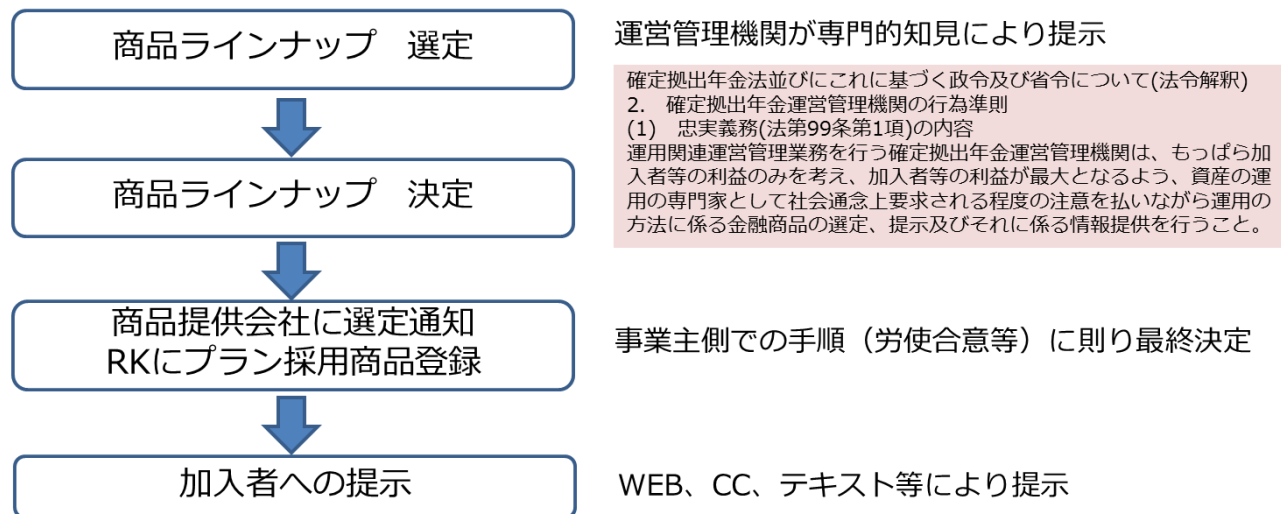 商品ラインナップ　選定
運営管理機関が専門的知見により提示
確定拠出年金法並びにこれに基づく政令及び省令について(法令解釈)
2.　確定拠出年金運営管理機関の行為準則
(1)　忠実義務(法第99条第1項)の内容
運用関連運営管理業務を行う確定拠出年金運営管理機関は、もっぱら加
入者等の利益のみを考え、加入者等の利益が最大となるよう、資産の運
用の専門家として社会通念上要求される程度の注意を払いながら運用の
方法に係る金融商品の選定、提示及びそれに係る情報提供を行うこと。
商品ラインナップ　決定
商品提供会社に選定通知
RKにプラン採用商品登録
事業主側での手順（労使合意等）に則り最終決定
加入者への提示
WEB、CC、テキスト等により提示